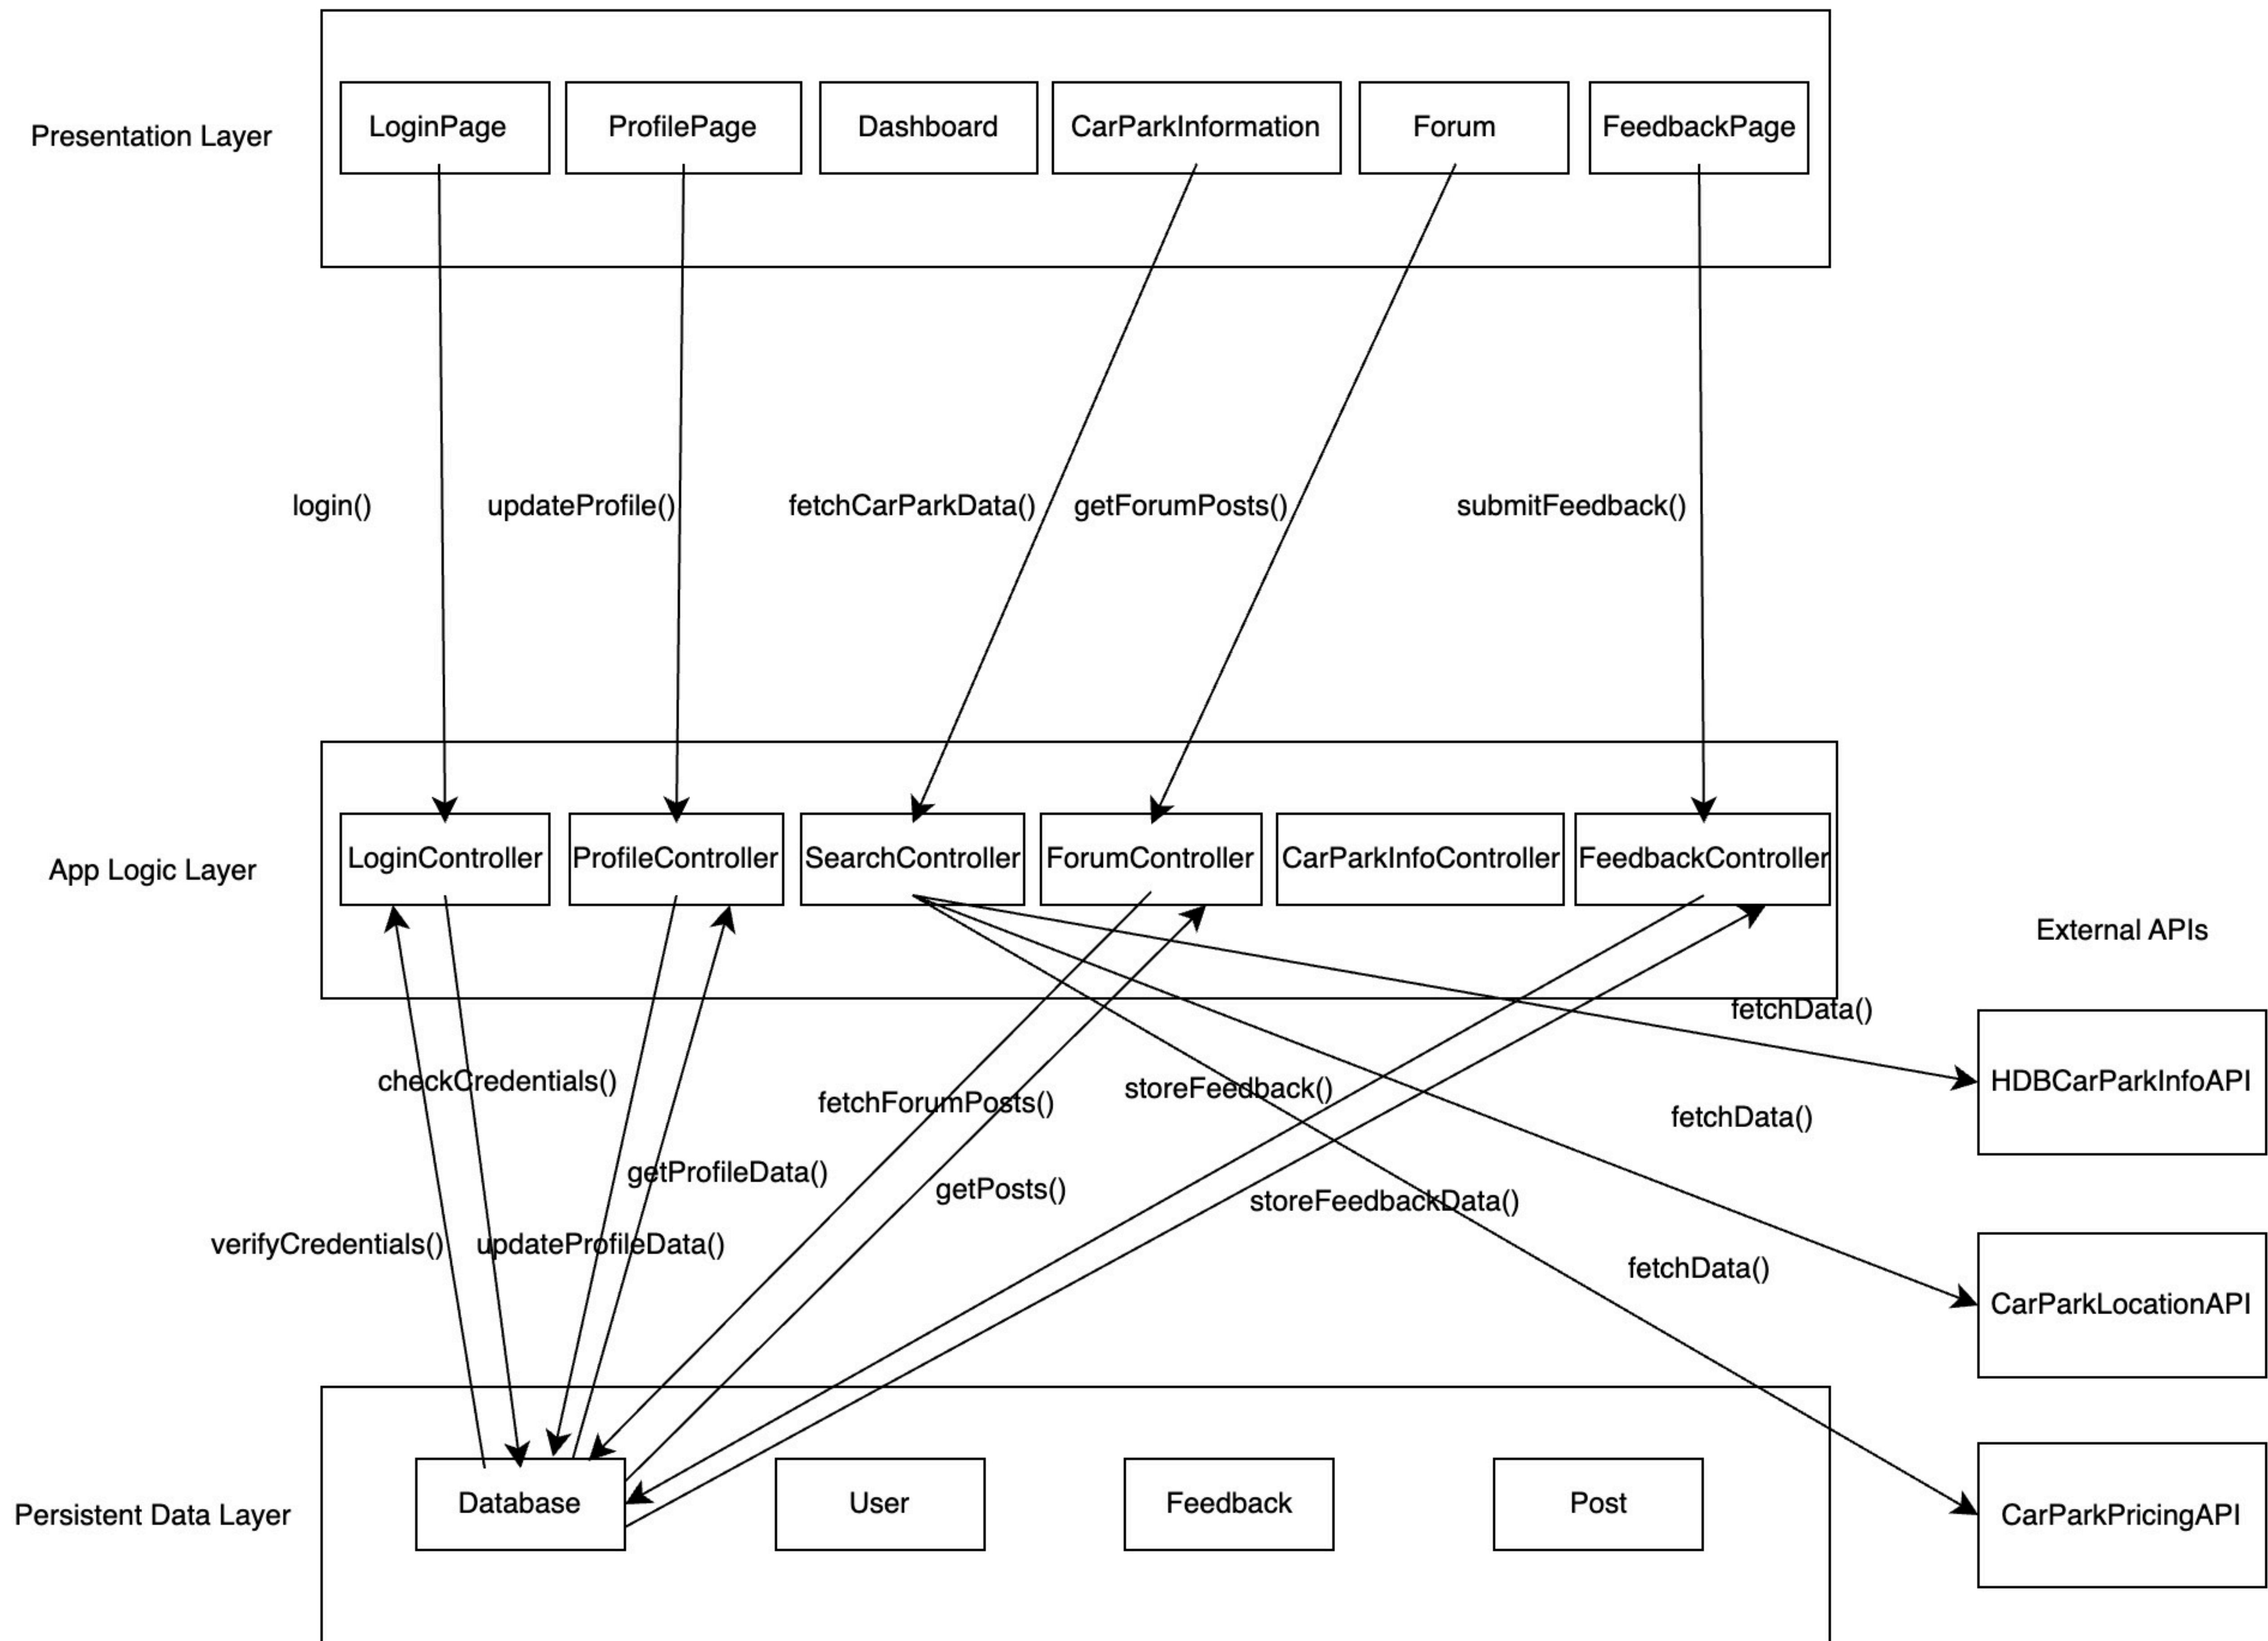 LoginPage
ProfilePage
Dashboard
CarParkInformation
Forum
FeedbackPage
Presentation Layer
login()
updateProfile()
fetchCarParkData()
getForumPosts()
submitFeedback()
LoginController
ProfileController
SearchController
ForumController
CarParkInfoController
FeedbackController
App Logic Layer
External APIs
fetchData()
HDBCarParkInfoAPI
checkCredentials()
fetchForumPosts()
storeFeedback()
fetchData()
getProfileData()
getPosts()
storeFeedbackData()
verifyCredentials()
updateProfileData()
fetchData()
CarParkLocationAPI
Database
User
Feedback
Post
Persistent Data Layer
CarParkPricingAPI